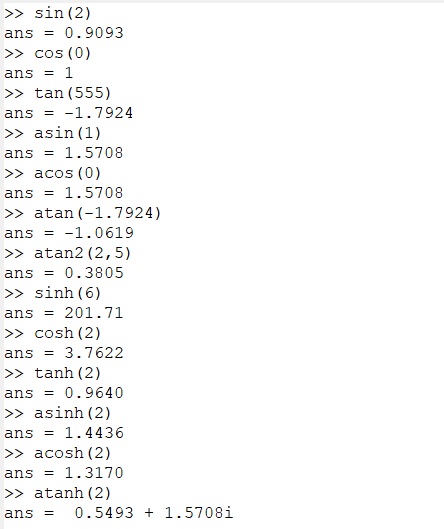 >> sin(2)
ans = 0.9093
>> cos(0)
ans = 1
>> tan(555)
ans = -1.7924
>> asin(1)
ans = 1.5708
>> acos(0)
ans = 1.5708
>> atan(-1.7924)
ans = -1.0619
>> atan2(2,5)
ans = 0.3805
>> sinh(6)
ans = 201.71
>> cosh(2)
ans = 3.7622
>> tanh(2)
ans = 0.9640
>> asinh(2)
ans = 1.4436
>> acosh(2)
ans = 1.3170
>> atanh(2)
ans =  0.5493 + 1.5708i